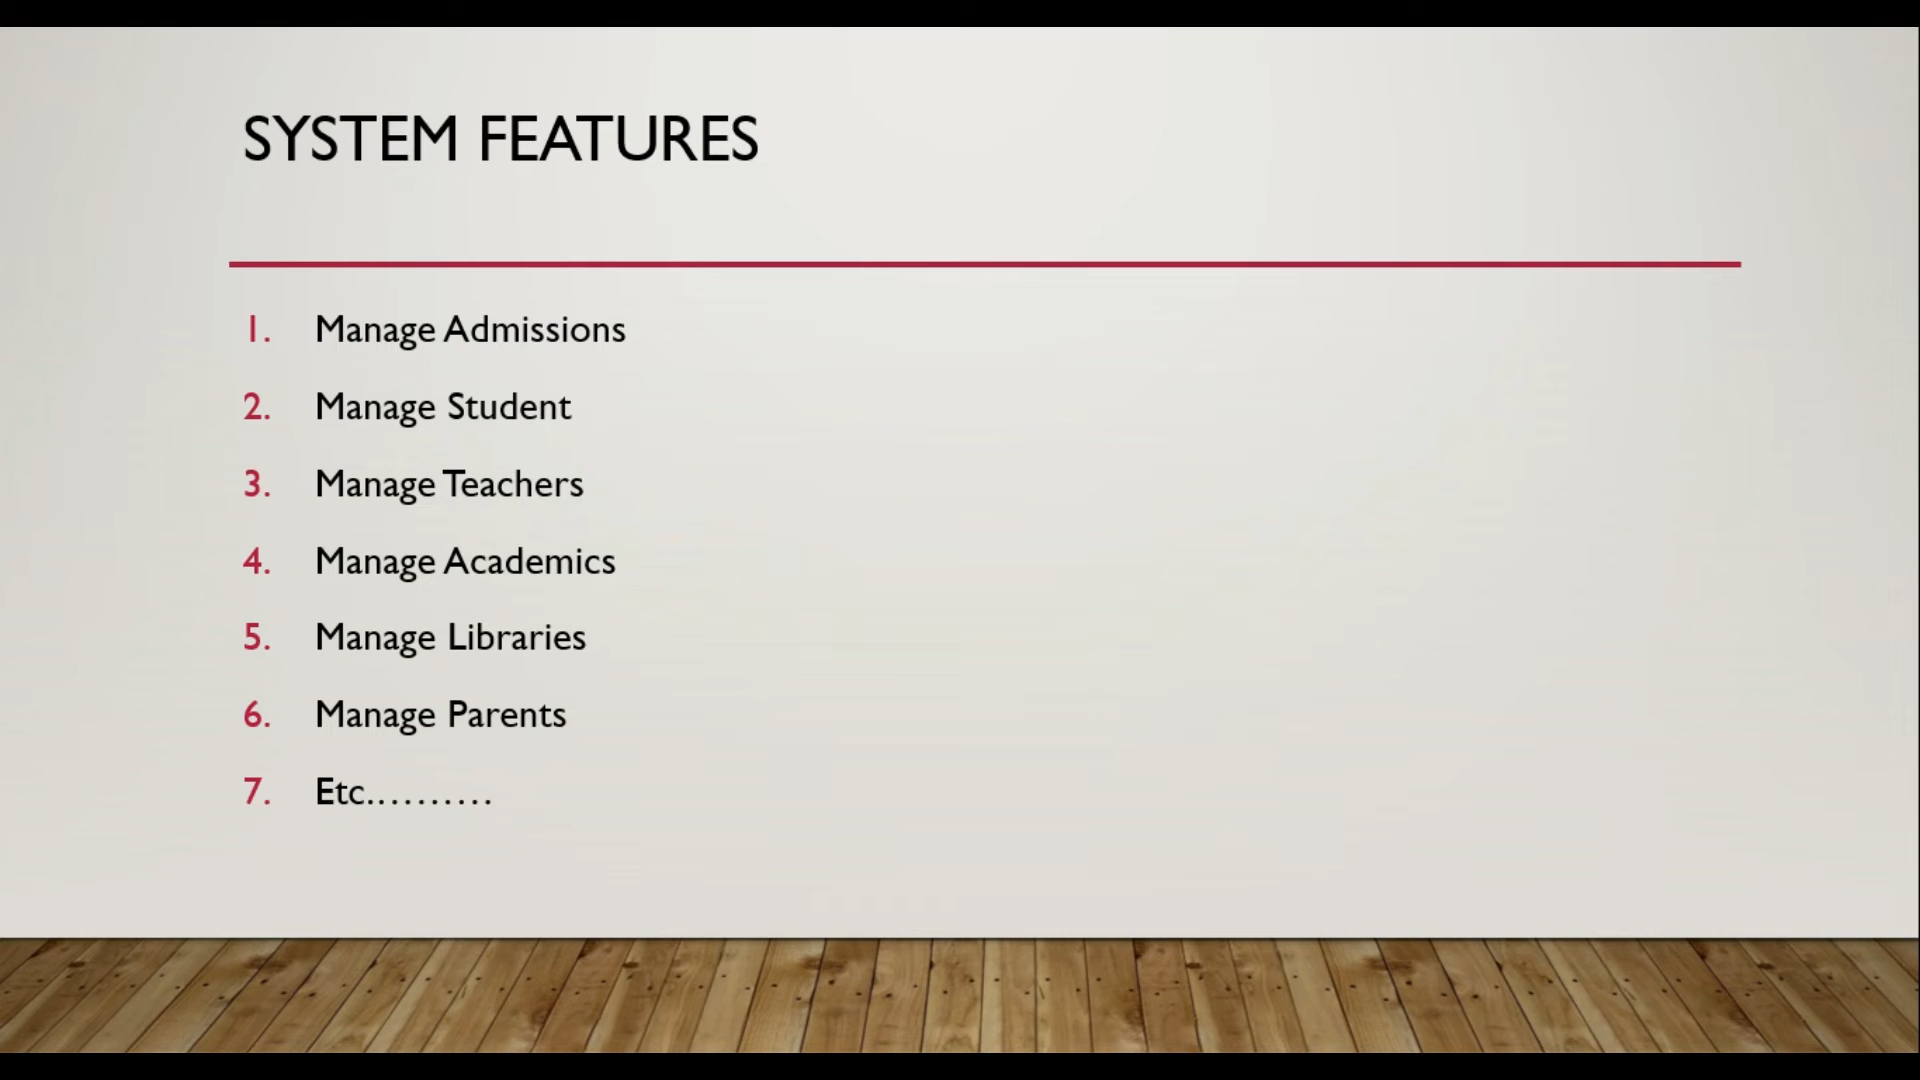 SYSTEM FEATURES
1. Manage Admissions
2. Manage Student
3. Manage Teachers
4. Manage Academics
5. Manage Libraries
6. Manage Parents
7. Etc..........